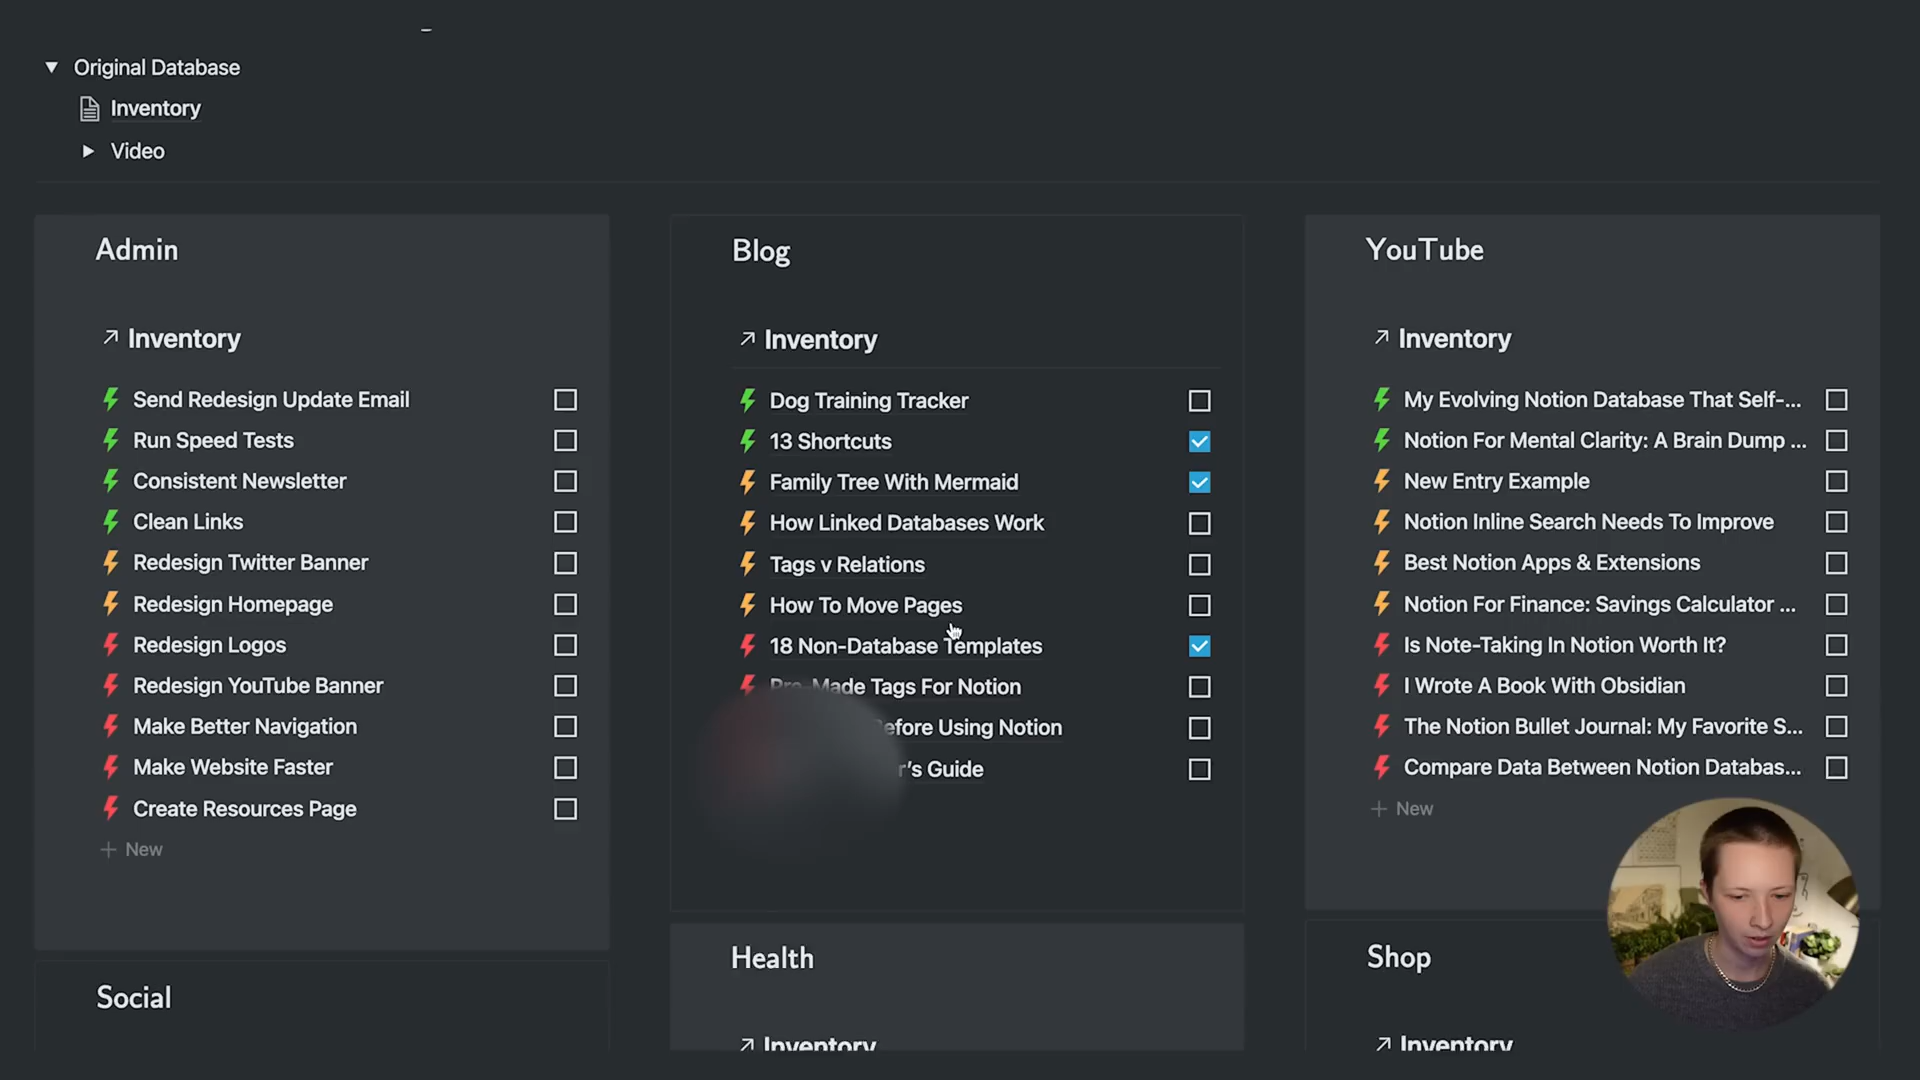 Original Database
Inventory
Video
Admin
Inventory
Send Redesign Update Email
Run Speed Tests
Consistent Newsletter
Clean Links
Redesign Twitter Banner
Redesign Homepage
Redesign Logos
Redesign YouTube Banner
Make Better Navigation
Make Website Faster
Create Resources Page
+ New
Social
Blog
Inventory
Dog Training Tracker
13 Shortcuts
Family Tree With Mermaid
How Linked Databases Work
Tags v Relations
How To Move Pages
18 Non-Database Templates
Pre-Made Tags For Notion
Before Using Notion
Guide
Health
Inventory
YouTube
Inventory
My Evolving Notion Database That Self-...
Notion For Mental Clarity: A Brain Dump ...
New Entry Example
Notion Inline Search Needs To Improve
Best Notion Apps & Extensions
Notion For Finance: Savings Calculator ...
Is Note-Taking In Notion Worth It?
I Wrote A Book With Obsidian
The Notion Bullet Journal: My Favorite S...
Compare Data Between Notion Databas...
+ New
Shop
Inventory